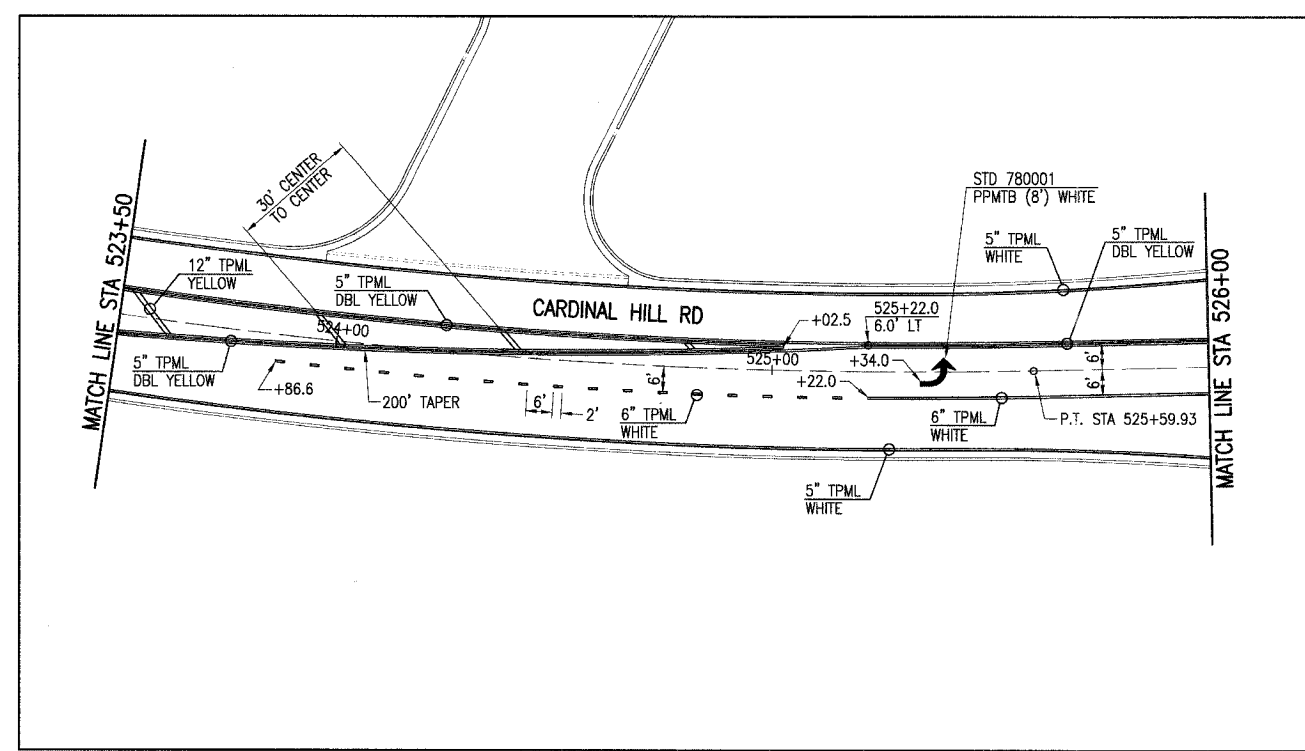 MATCH LINE STA 523+50
30' CENTER
TO CENTER
12" TPML
YELLOW
5" TPML
DBL YELLOW
CARDINAL HILL RD
524+00
5" TPML
DBL YELLOW
+86.6
200' TAPER
6'
2'
6'
6" TPML
WHITE
525+00
+02.5
525+22.0
6.0' LT
+34.0
+22.0
STD 780001
PPMTB (8') WHITE
5" TPML
WHITE
5" TPML
DBL YELLOW
6'
6'
6" TPML
WHITE
P.T. STA 525+59.93
5" TPML
WHITE
MATCH LINE STA 526+00